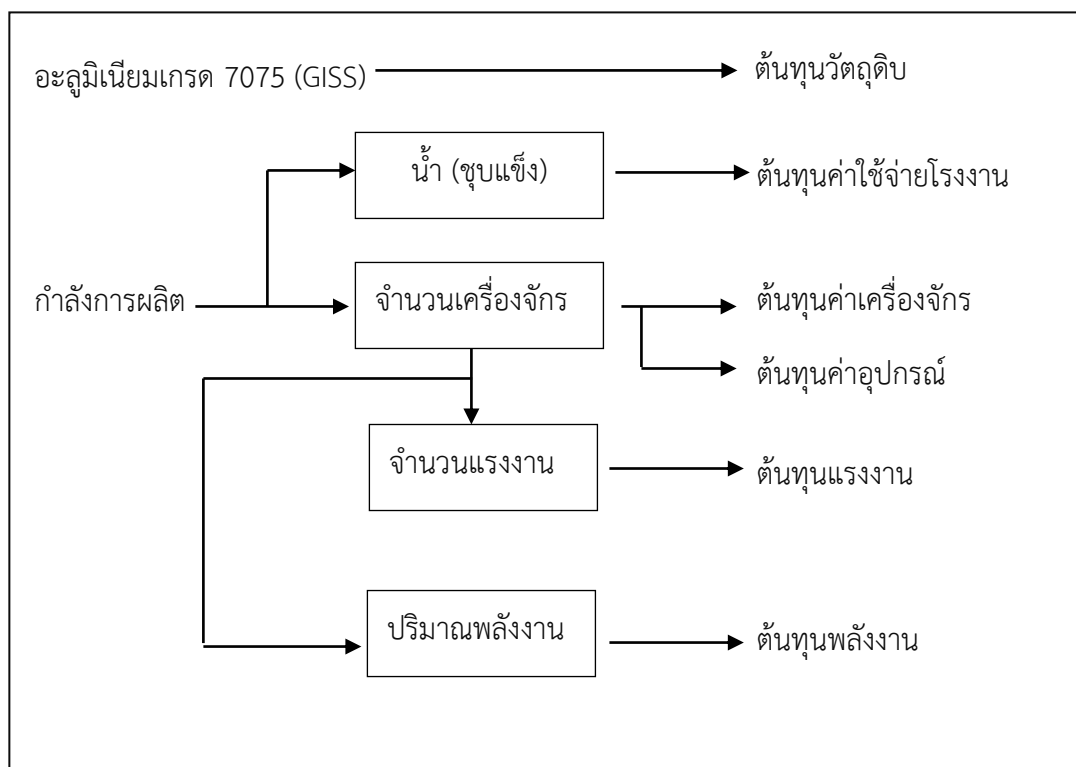 อะลูมิเนียมเกรด 7075 (GISS)
ต้นทุนวัตถุดิบ
น้ำ (ชุบแข็ง)
ต้นทุนค่าใช้จ่ายโรงงาน
กำลังการผลิต
จำนวนเครื่องจักร
ต้นทุนค่าเครื่องจักร
ต้นทุนค่าอุปกรณ์
จำนวนแรงงาน
ต้นทุนแรงงาน
ปริมาณพลังงาน
ต้นทุนพลังงาน